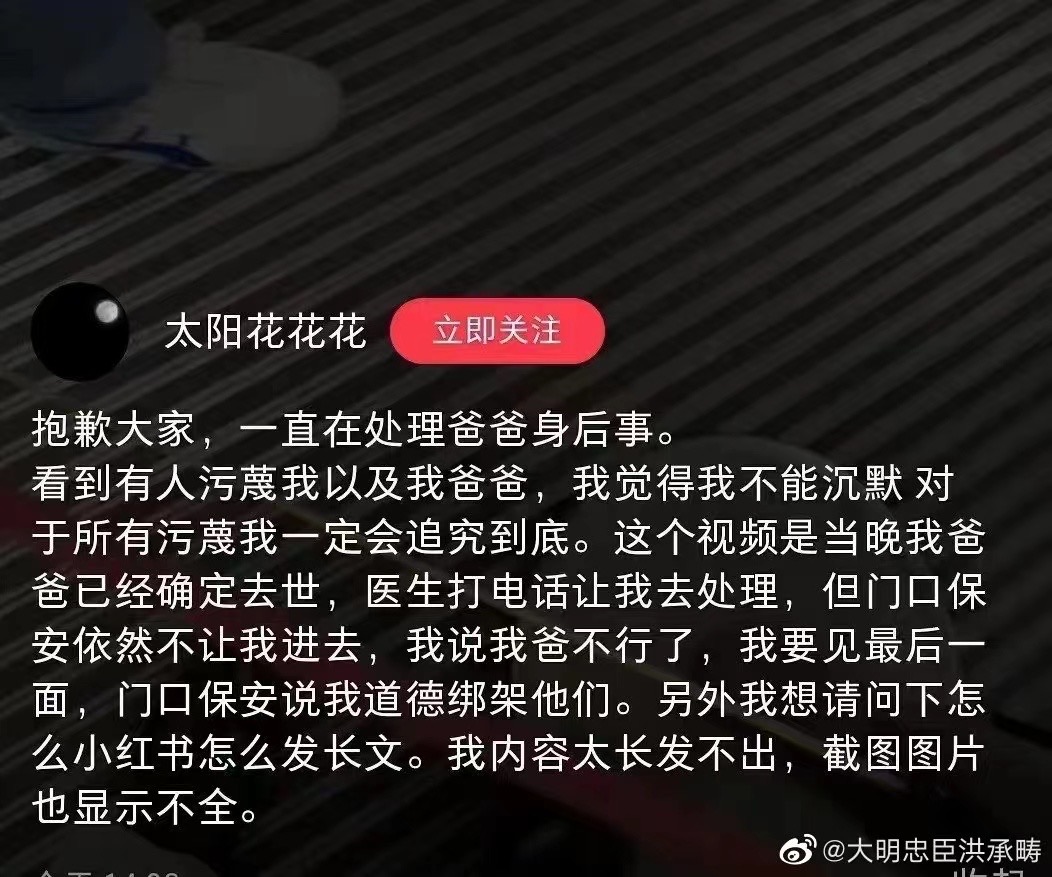 太阳花花花
立即关注
抱歉大家，一直在处理爸爸身后事。
看到有人污蔑我以及我爸爸，我觉得我不能沉默 对
于所有污蔑我一定会追究到底。这个视频是当晚我爸
爸已经确定去世，医生打电话让我去处理，但门口保
安依然不让我进去，我说我爸不行了，我要见最后一
面，门口保安说我道德绑架他们。另外我想请问下怎
么小红书怎么发长文。我内容太长发不出，截图图片
也显示不全。
@大明忠臣洪承畴